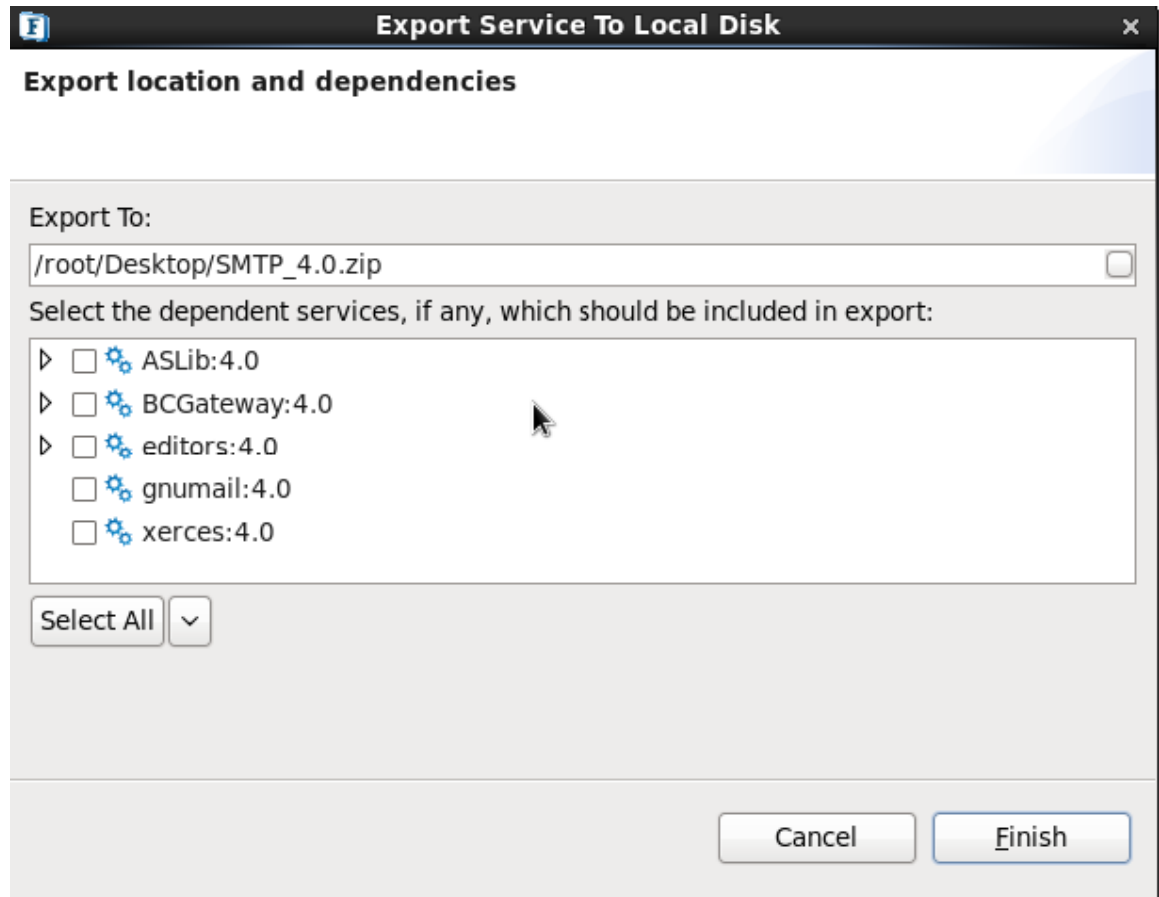 Export Service To Local Disk
Export location and dependencies
Export To:
/root/Desktop/SMTP_4.0.zip
Select the dependent services, if any, which should be included in export:
ASLib:4.0
BCGateway:4.0
editors:4.0
gnumail:4.0
xerces:4.0
Select All
Cancel Finish